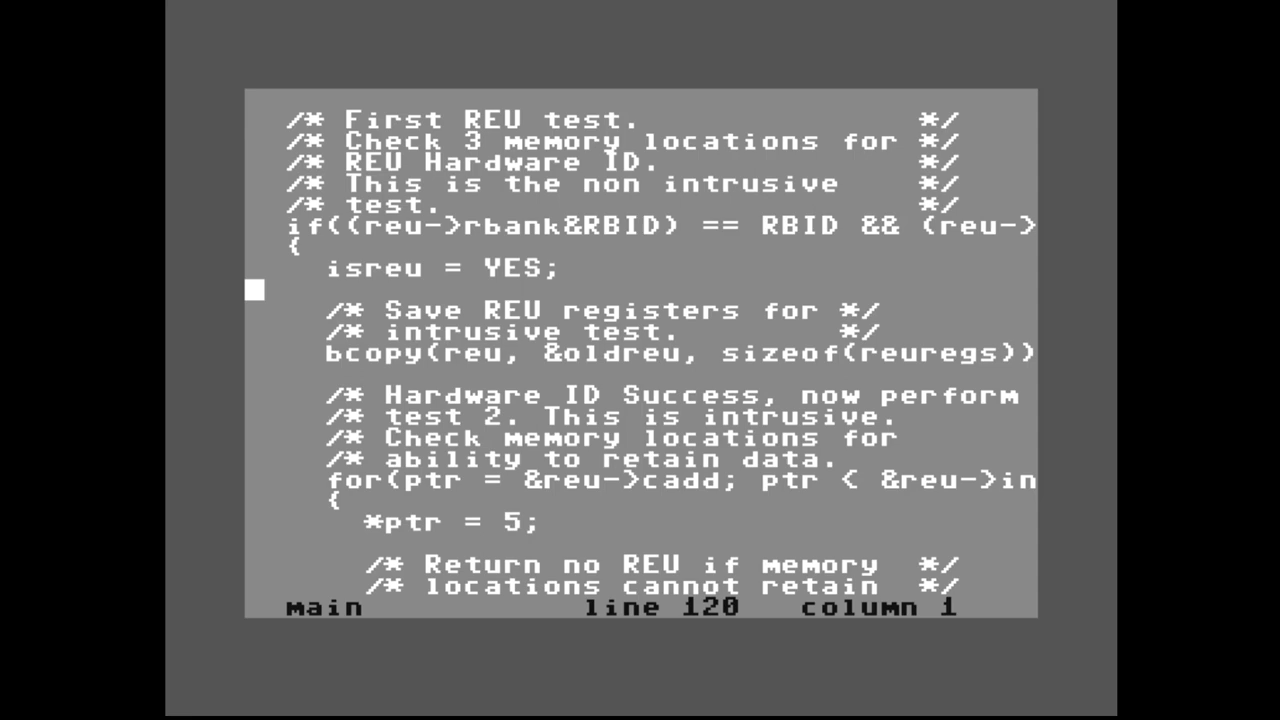 /* First REU test.              */
/* Check 3 memory locations for */
/* REU Hardware ID.             */
/* This is the non intrusive    */
/* test.                        */
if((reu->rbank&RBID) == RBID && (reu->
{
  isreu = YES;

  /* Save REU registers for */
  /* intrusive test.        */
  bcopy(reu, &oldreu, sizeof(reuregs))

  /* Hardware ID Success, now perform
  /* test 2. This is intrusive.
  /* Check memory locations for
  /* ability to retain data.
  for(ptr = &reu->cadd; ptr < &reu->in
  {
    *ptr = 5;

    /* Return no REU if memory  */
    /* locations cannot retain  */
main            line 120   column 1